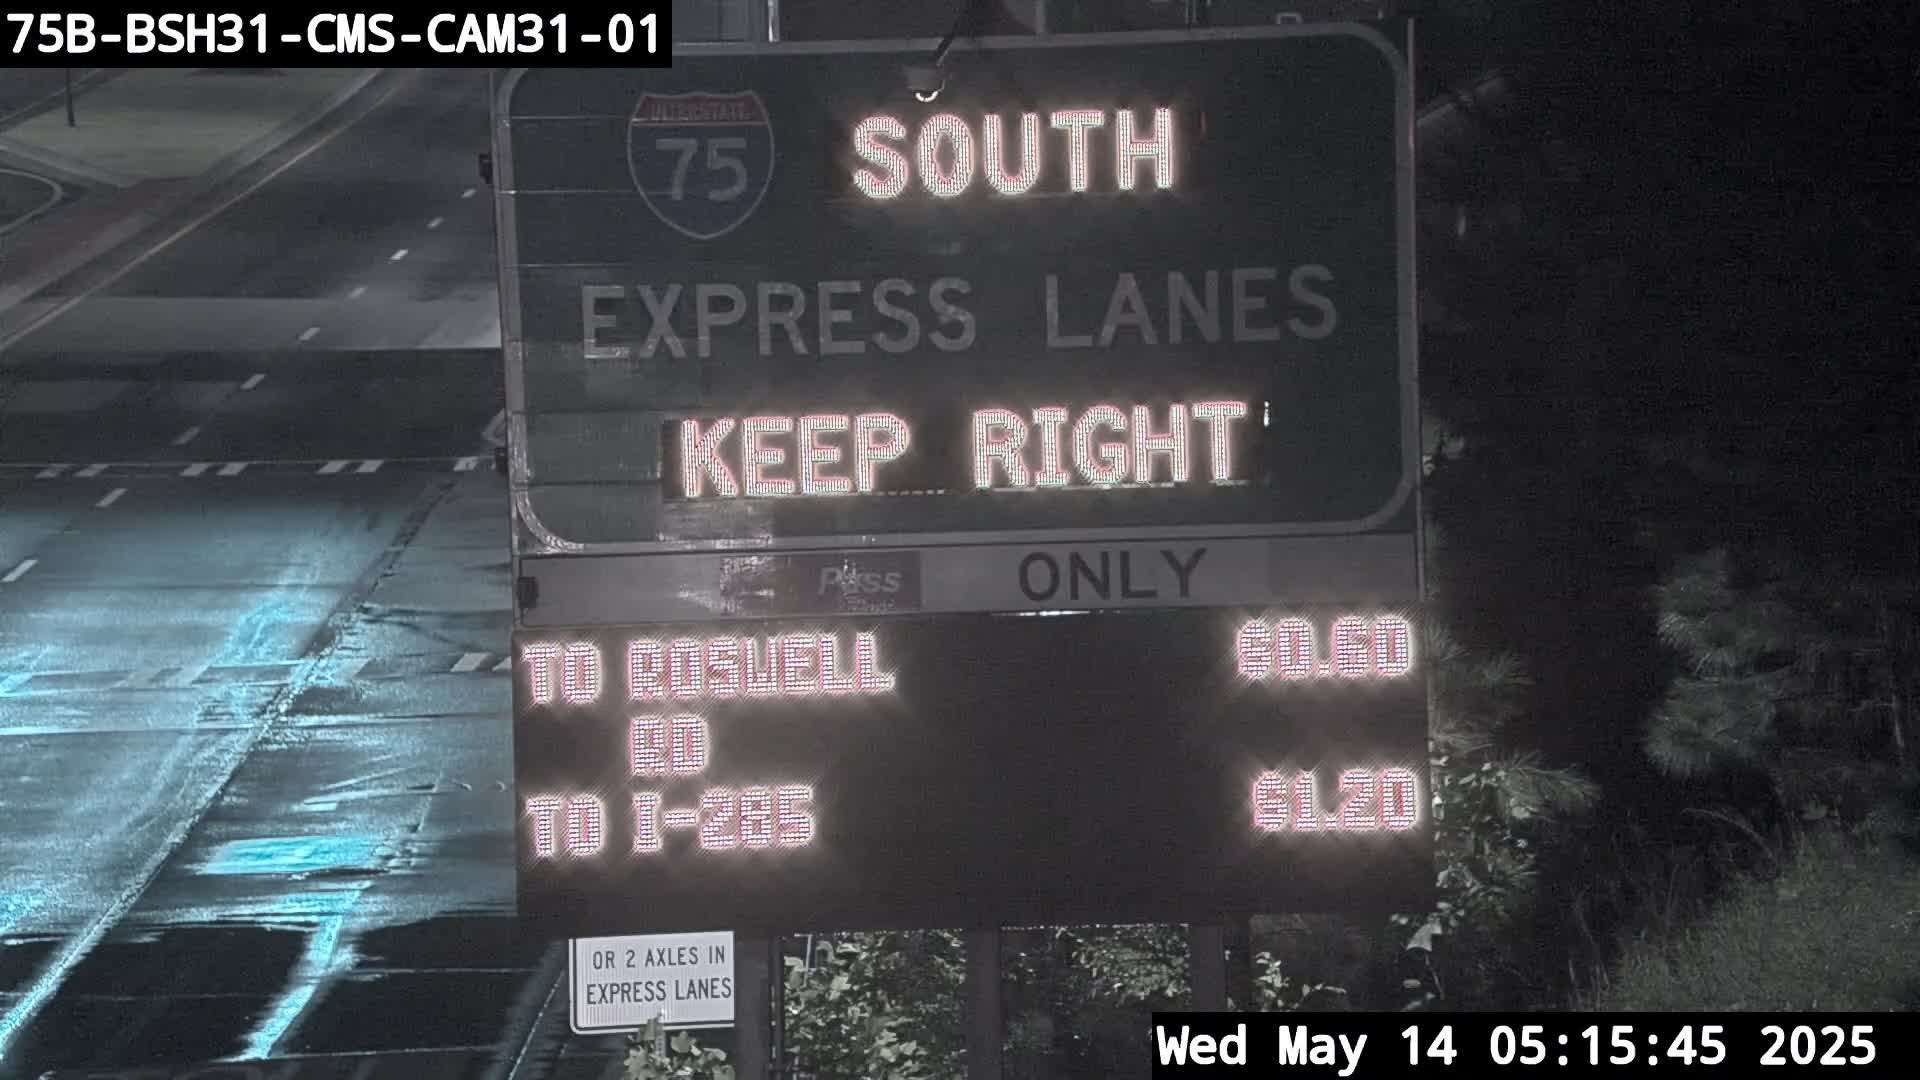 75B-BSH31-CMS-CAM31-01
INTERSTATE
75
SOUTH
EXPRESS LANES
KEEP RIGHT
Pass ONLY
TO ROSWELL $0.60
RD
TO I-285 $1.20
OR 2 AXLES IN
EXPRESS LANES
Wed May 14 05:15:45 2025